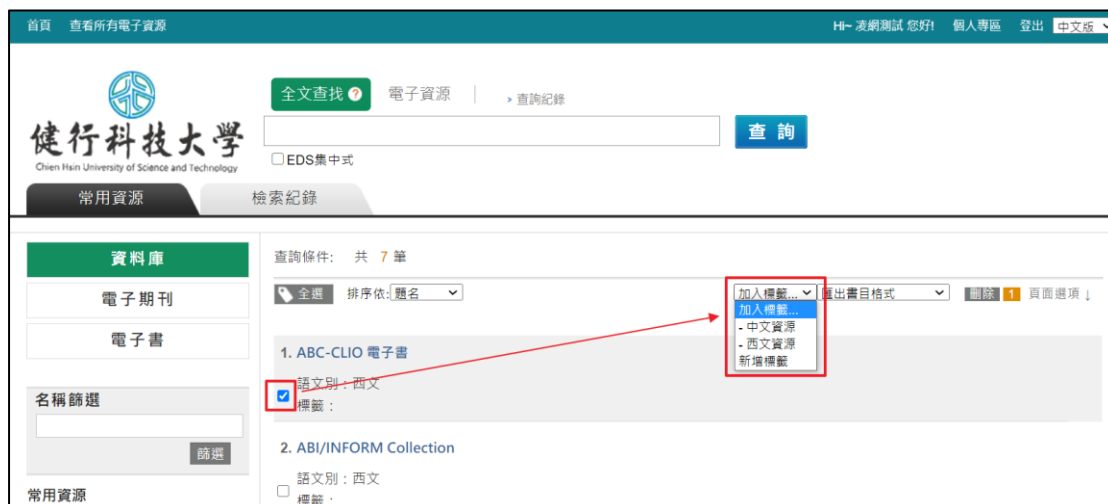 首頁 查看所有電子資源 Hi~ 凌網測試 您好! 個人專區 登出 中文版
全文查找 ? 電子資源 › 查詢紀錄
健行科技大學
Chien Hsin University of Science and Technology
查 詢
EDS集中式
常用資源 檢索紀錄
資料庫
電子期刊
電子書
名稱篩選
篩選
常用資源
查詢條件: 共 7 筆
全選 排序依: 題名 加入標籤... 匯出書目格式 刪除 1 頁面選項↓
加入標籤...
- 中文資源
- 西文資源
新增標籤
1. ABC-CLIO 電子書
語文別：西文
標籤：
2. ABI/INFORM Collection
語文別：西文
標籤：